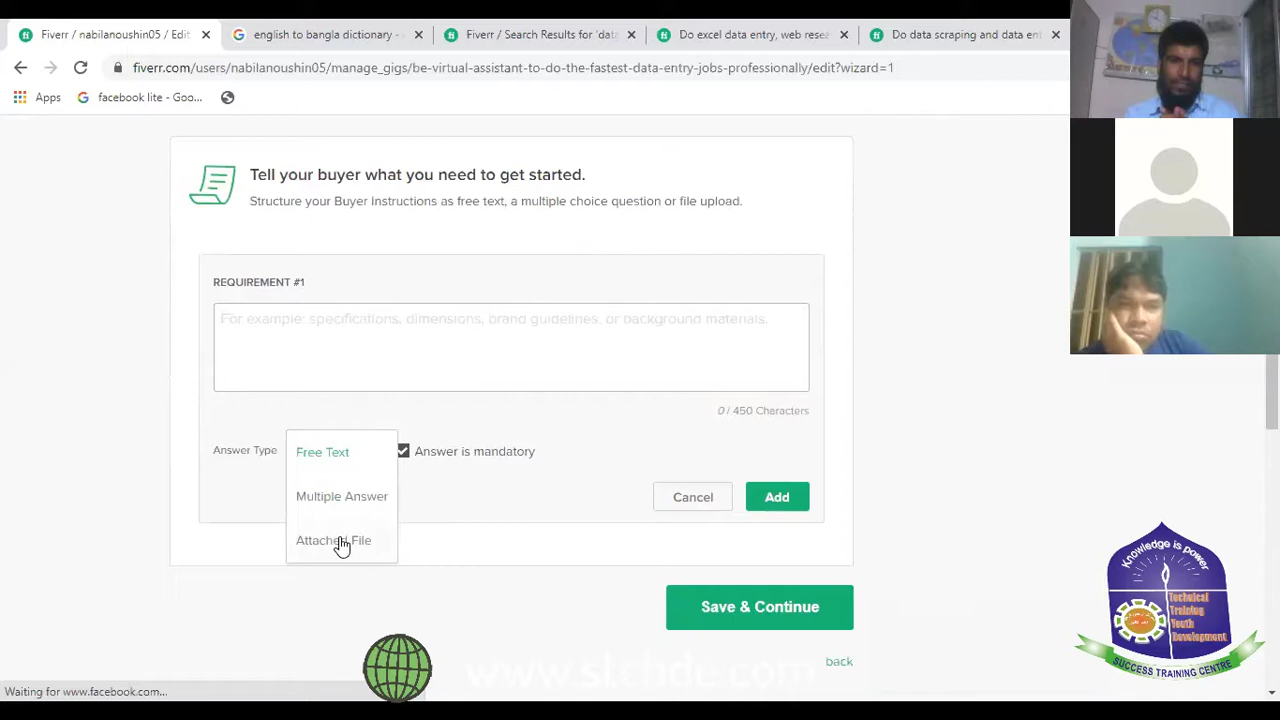 Fiverr / nabilanoushin05 / Edit
english to bangla dictionary -
Fiverr / Search Results for 'data
Do excel data entry, web resea
Do data scraping and data ent
fiverr.com/users/nabilanoushin05/manage_gigs/be-virtual-assistant-to-do-the-fastest-data-entry-jobs-professionally/edit?wizard=1
Apps
facebook lite - Goo...
Tell your buyer what you need to get started.
Structure your Buyer Instructions as free text, a multiple choice question or file upload.
REQUIREMENT #1
For example: specifications, dimensions, brand guidelines, or background materials.
0 / 450 Characters
Answer Type
Free Text
Answer is mandatory
Multiple Answer
Cancel
Add
Attached File
Save & Continue
back
Waiting for www.facebook.com...
Knowledge is power
Technical
Training
Youth
Development
SUCCESS TRAINING CENTRE